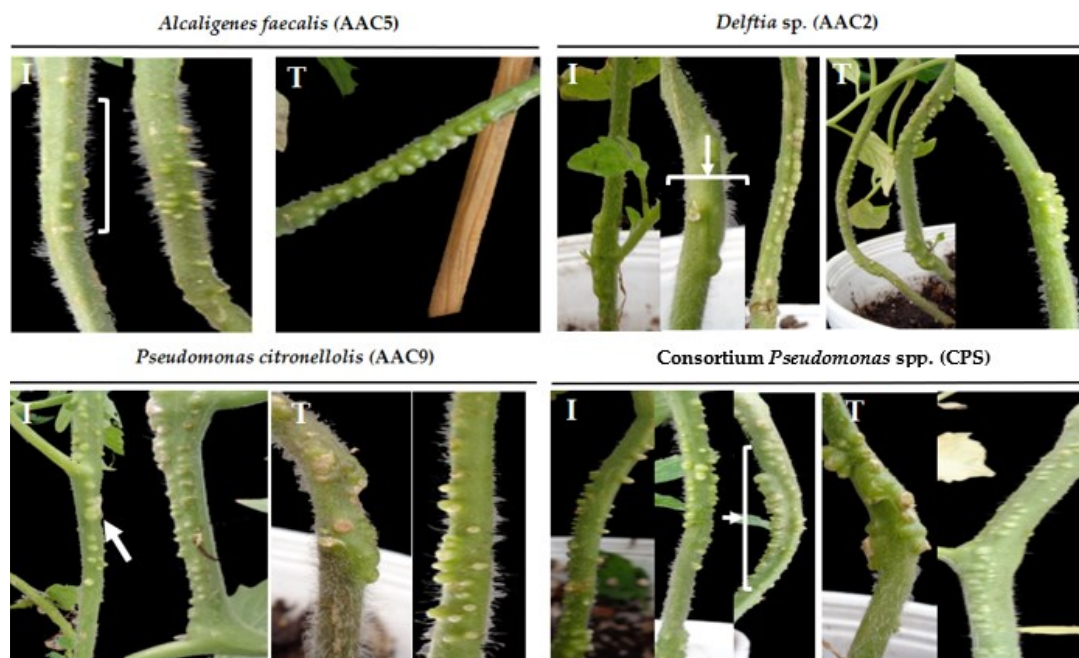 Alcaligenes faecalis (AAC5)
Delftia sp. (AAC2)
I
T
I
T
Pseudomonas citronellolis (AAC9)
Consortium Pseudomonas spp. (CPS)
I
T
I
T